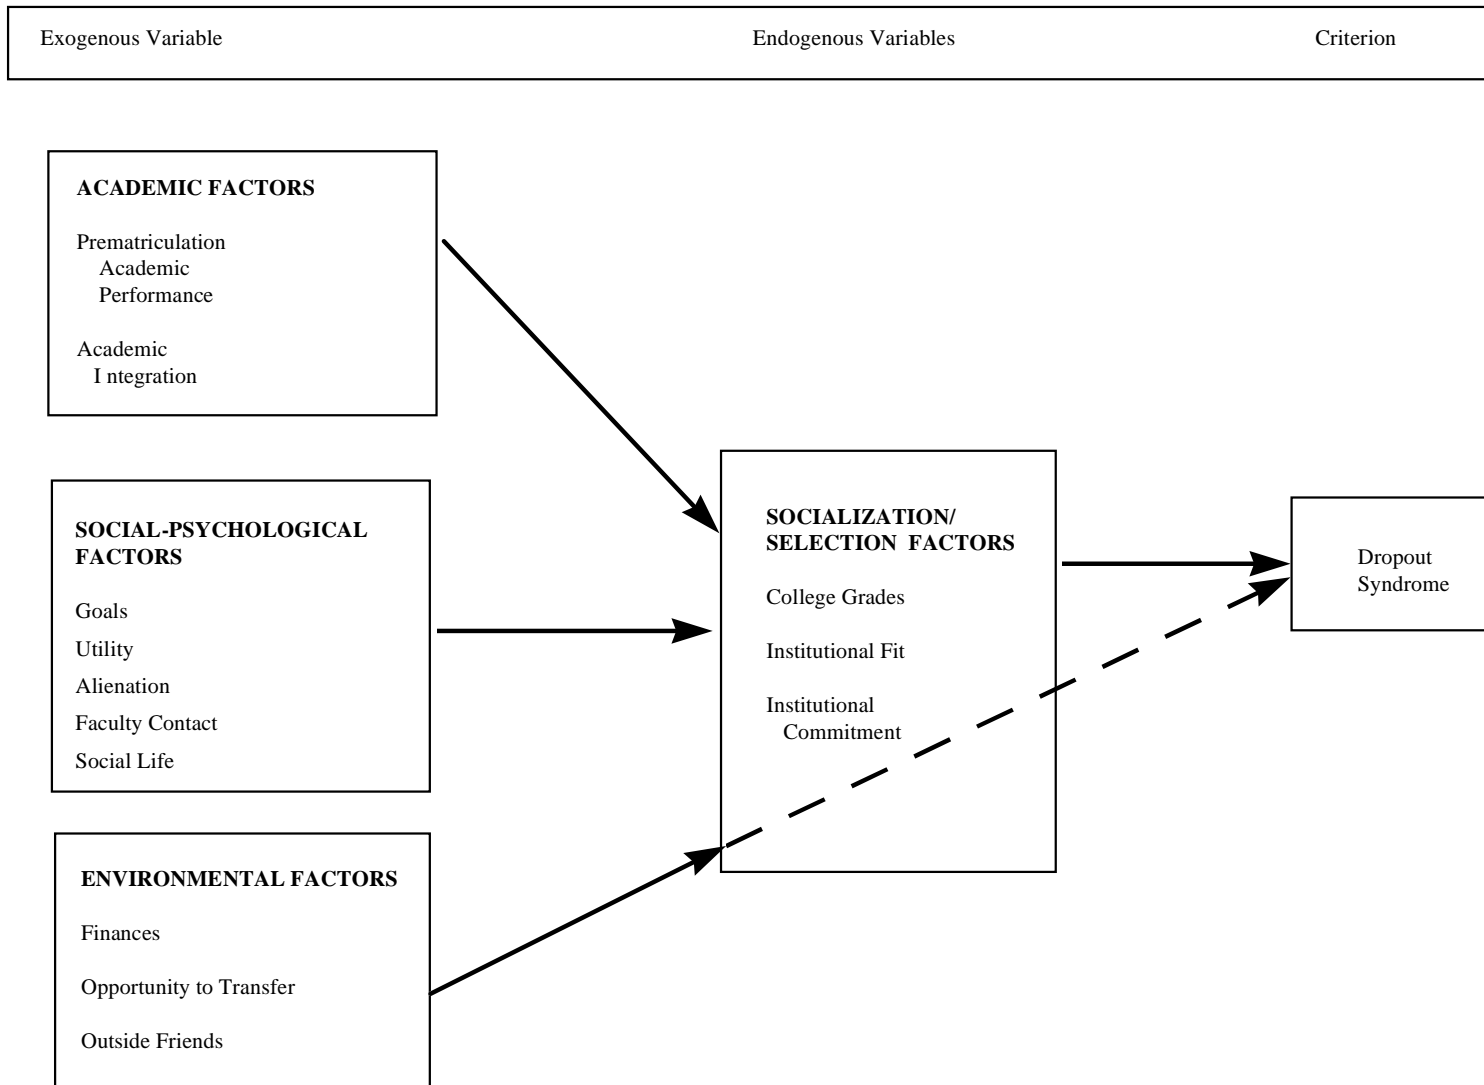 Exogenous Variable
Endogenous Variables
Criterion
ACADEMIC FACTORS
Prematriculation
Academic
Performance
Academic
I ntegration
SOCIAL-PSYCHOLOGICAL
FACTORS
Goals
Utility
Alienation
Faculty Contact
Social Life
ENVIRONMENTAL FACTORS
Finances
Opportunity to Transfer
Outside Friends
SOCIALIZATION/
SELECTION FACTORS
College Grades
Institutional Fit
Institutional
Commitment
Dropout
Syndrome